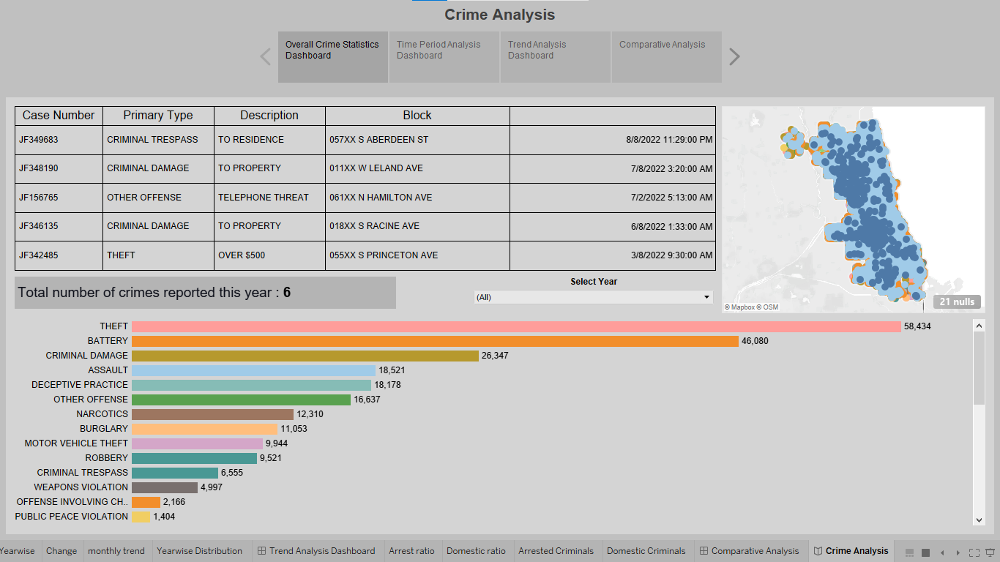 Crime Analysis
Overall Crime Statistics
Dashboard
Time Period Analysis
Dashboard
Trend Analysis
Dashboard
Comparative Analysis
Case Number Primary Type Description Block
JF349683 CRIMINAL TRESPASS TO RESIDENCE 057XX S ABERDEEN ST 8/8/2022 11:29:00 PM
JF348190 CRIMINAL DAMAGE TO PROPERTY 011XX W LELAND AVE 7/8/2022 3:20:00 AM
JF156765 OTHER OFFENSE TELEPHONE THREAT 061XX N HAMILTON AVE 7/2/2022 5:13:00 AM
JF346135 CRIMINAL DAMAGE TO PROPERTY 018XX S RACINE AVE 6/8/2022 1:33:00 AM
JF342485 THEFT OVER $500 055XX S PRINCETON AVE 3/8/2022 9:30:00 AM
Total number of crimes reported this year : 6
Select Year
(All)
© Mapbox © OSM
21 nulls
THEFT 58,434
BATTERY 46,080
CRIMINAL DAMAGE 26,347
ASSAULT 18,521
DECEPTIVE PRACTICE 18,178
OTHER OFFENSE 16,637
NARCOTICS 12,310
BURGLARY 11,053
MOTOR VEHICLE THEFT 9,944
ROBBERY 9,521
CRIMINAL TRESPASS 6,555
WEAPONS VIOLATION 4,997
OFFENSE INVOLVING CH.. 2,166
PUBLIC PEACE VIOLATION 1,404
Yearwise Change monthly trend Yearwise Distribution Trend Analysis Dashboard Arrest ratio Domestic ratio Arrested Criminals Domestic Criminals Comparative Analysis Crime Analysis